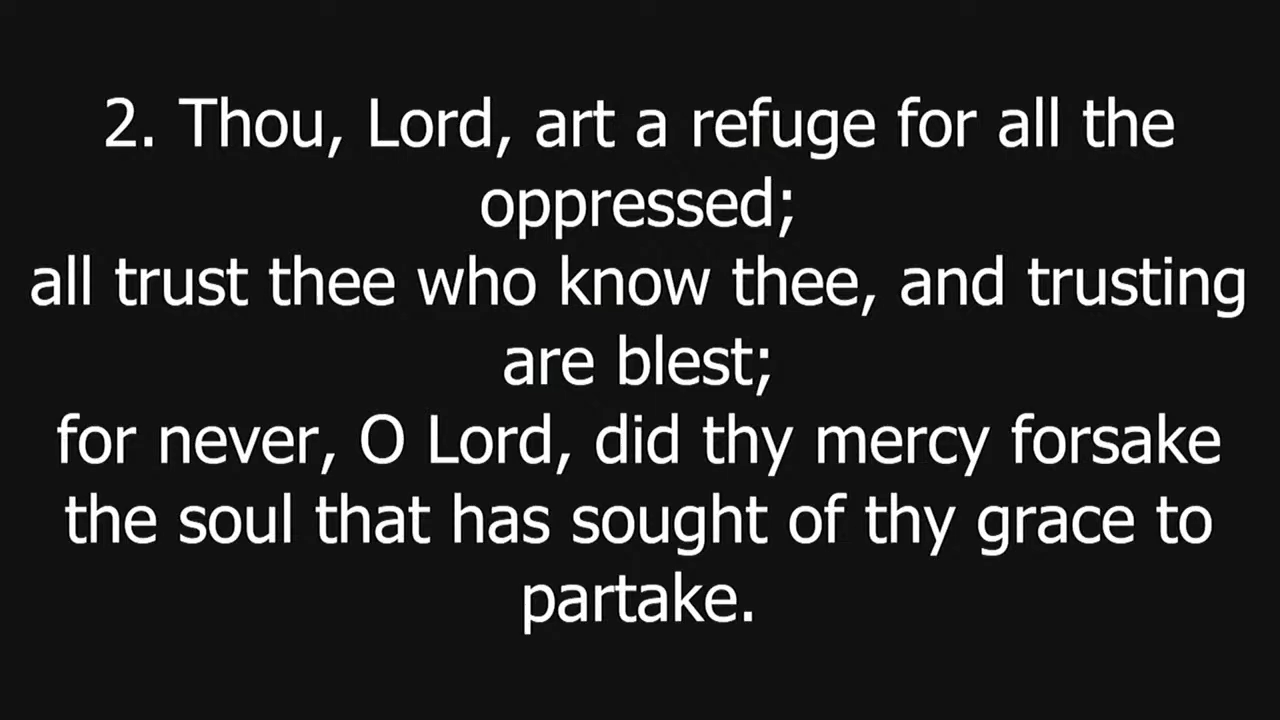 2. Thou, Lord, art a refuge for all the
oppressed;
all trust thee who know thee, and trusting
are blest;
for never, O Lord, did thy mercy forsake
the soul that has sought of thy grace to
partake.